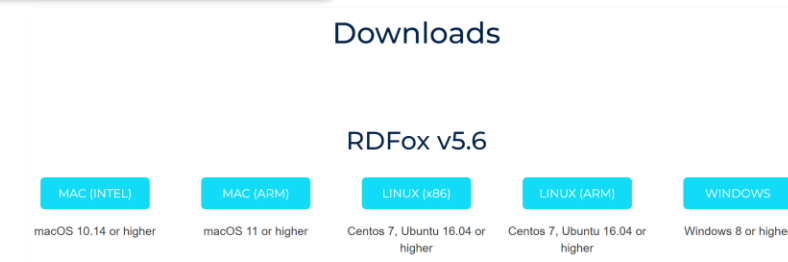 Downloads
RDFox v5.6
MAC (INTEL) MAC (ARM) LINUX (x86) LINUX (ARM) WINDOWS
macOS 10.14 or higher macOS 11 or higher Centos 7, Ubuntu 16.04 or Centos 7, Ubuntu 16.04 or Windows 8 or highe
higher higher